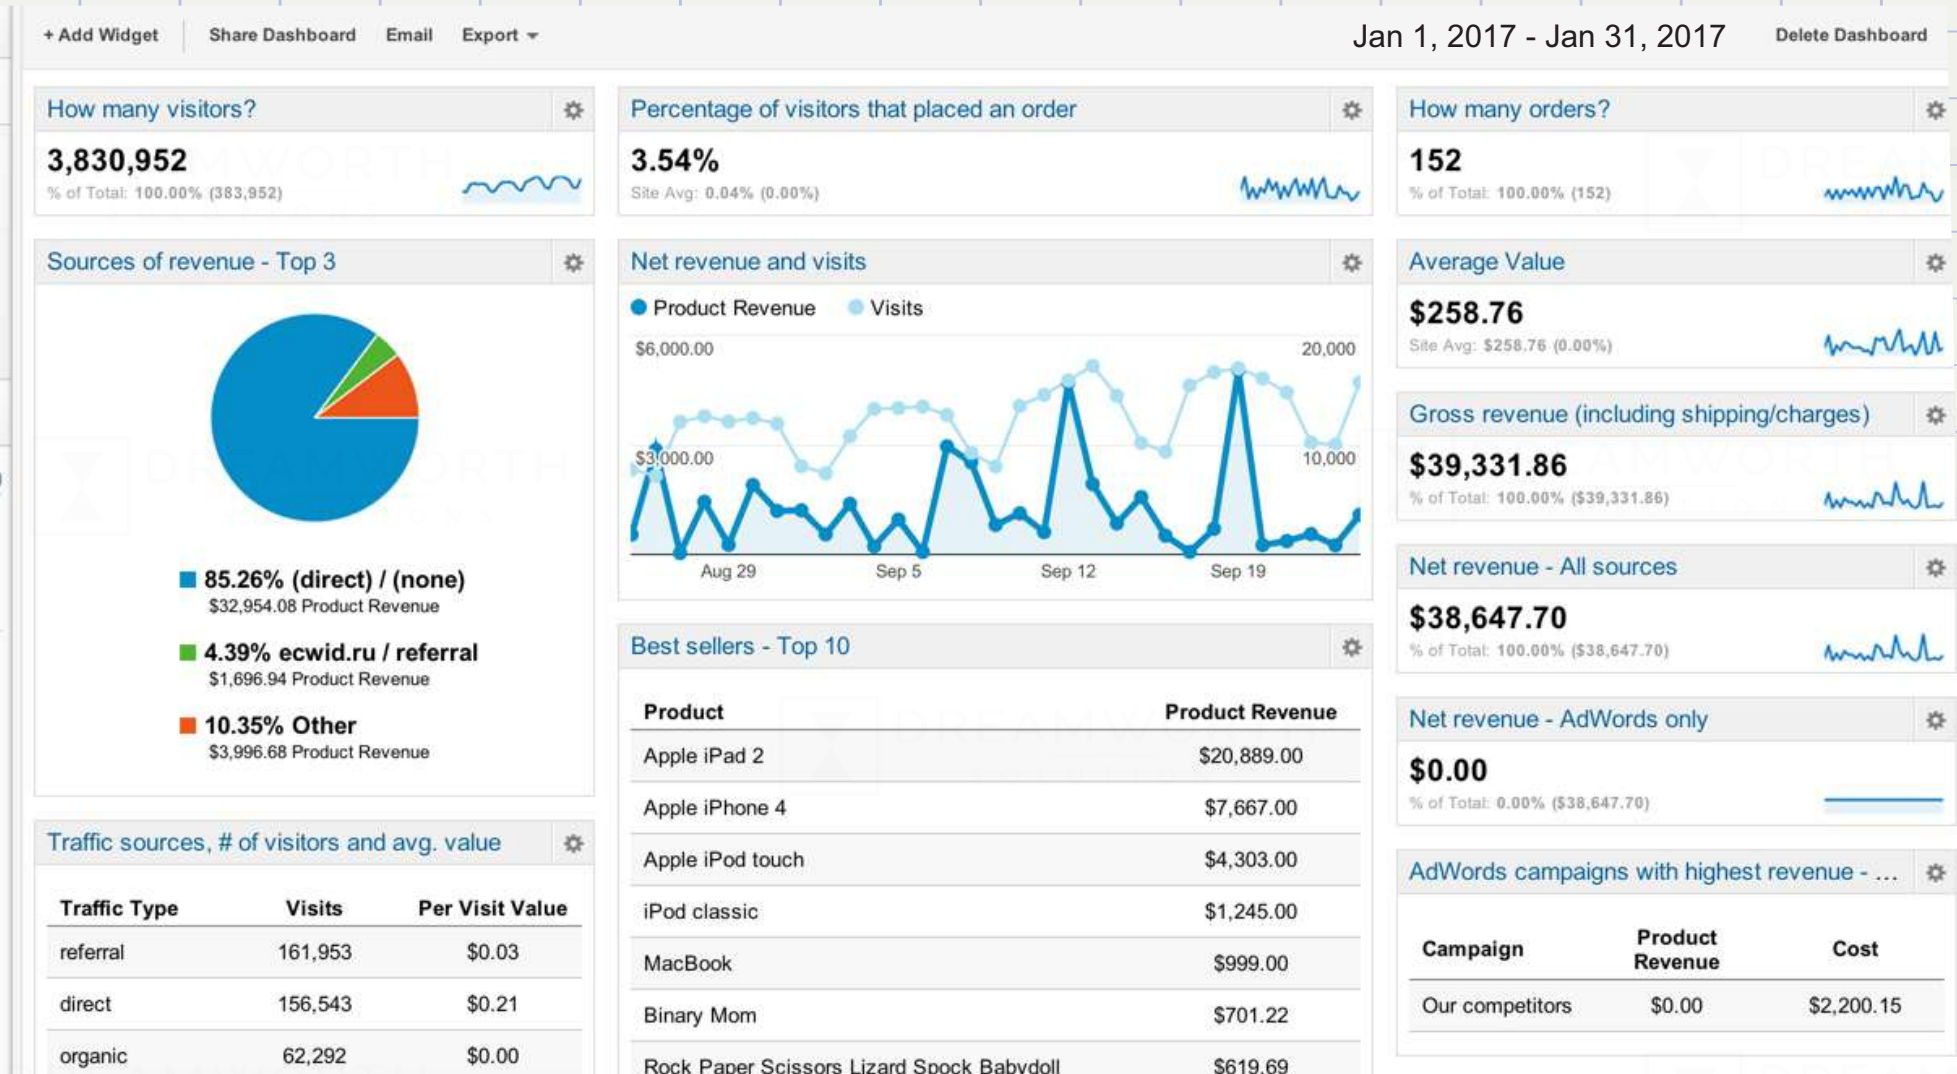 + Add Widget Share Dashboard Email Export Jan 1, 2017 - Jan 31, 2017 Delete Dashboard
How many visitors?
3,830,952
% of Total: 100.00% (383,952)
Percentage of visitors that placed an order
3.54%
Site Avg: 0.04% (0.00%)
How many orders?
152
% of Total: 100.00% (152)
Sources of revenue - Top 3
85.26% (direct) / (none)
$32,954.08 Product Revenue
4.39% ecwid.ru / referral
$1,696.94 Product Revenue
10.35% Other
$3,996.68 Product Revenue
Traffic sources, # of visitors and avg. value
Traffic Type Visits Per Visit Value
referral 161,953 $0.03
direct 156,543 $0.21
organic 62,292 $0.00
Net revenue and visits
Product Revenue Visits
$6,000.00 20,000
$3,000.00 10,000
Aug 29 Sep 5 Sep 12 Sep 19
Best sellers - Top 10
Product Product Revenue
Apple iPad 2 $20,889.00
Apple iPhone 4 $7,667.00
Apple iPod touch $4,303.00
iPod classic $1,245.00
MacBook $999.00
Binary Mom $701.22
Rock Paper Scissors Lizard Spock Babydoll $619.69
Average Value
$258.76
Site Avg: $258.76 (0.00%)
Gross revenue (including shipping/charges)
$39,331.86
% of Total: 100.00% ($39,331.86)
Net revenue - All sources
$38,647.70
% of Total: 100.00% ($38,647.70)
Net revenue - AdWords only
$0.00
% of Total: 0.00% ($38,647.70)
AdWords campaigns with highest revenue - ...
Campaign Product Revenue Cost
Our competitors $0.00 $2,200.15
DREAMWORTH